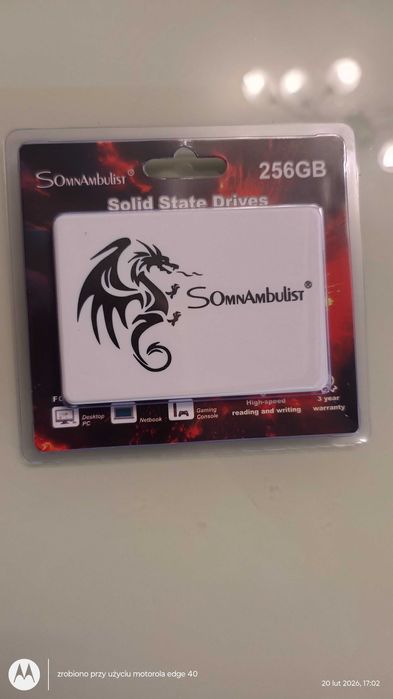 SOmnAmbulist® 256GB
Solid State Drives
SOmnAmbulist®
Desktop PC
Netbook
Gaming Console
High-speed
reading and writing
3 year
warranty
zrobiono przy użyciu motorola edge 40
20 lut 2026, 17:02